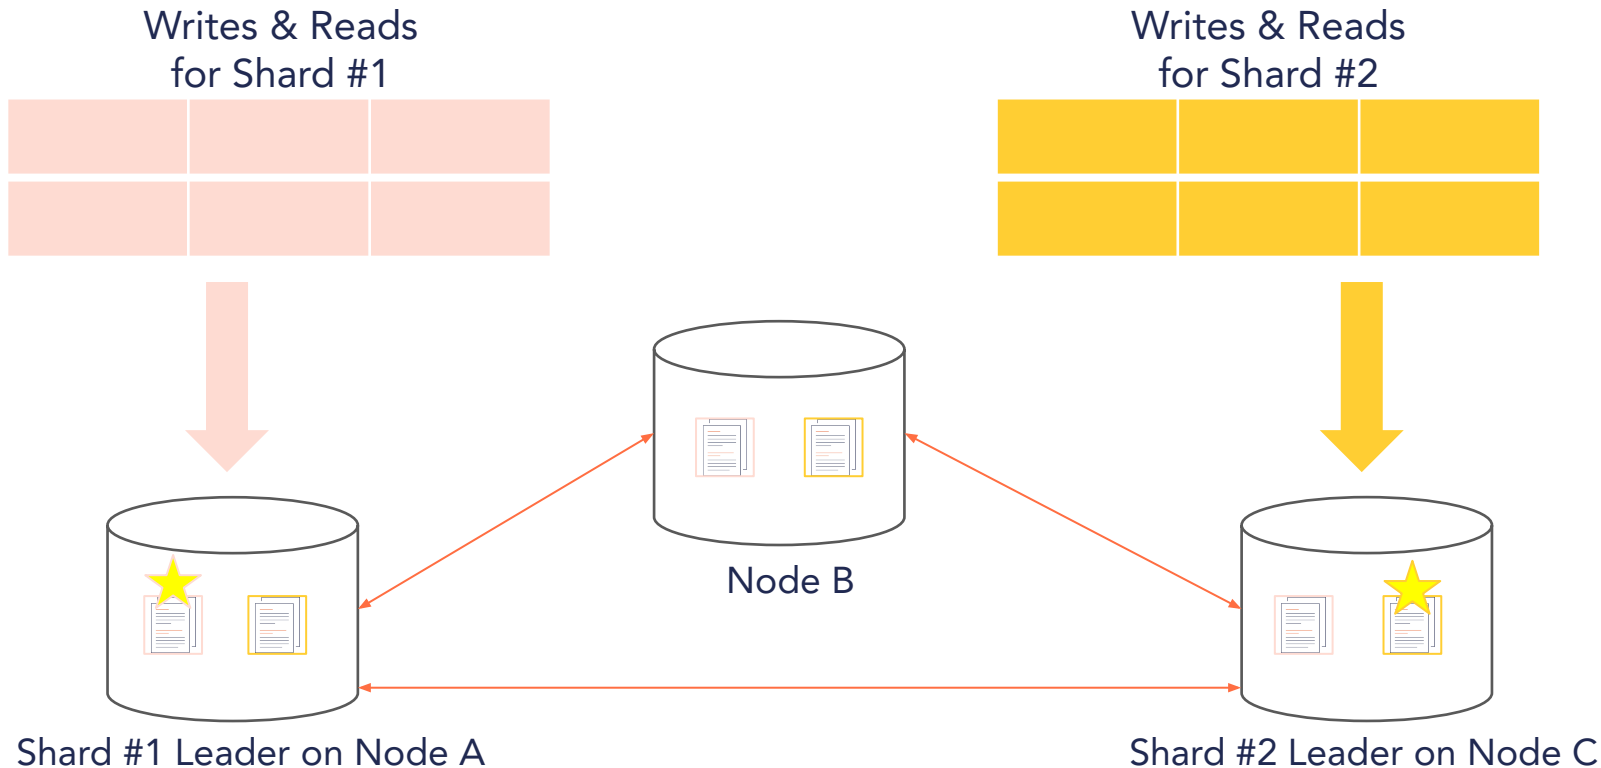 Writes & Reads
for Shard #1
Writes & Reads
for Shard #2
Node B
Shard #1 Leader on Node A
Shard #2 Leader on Node C